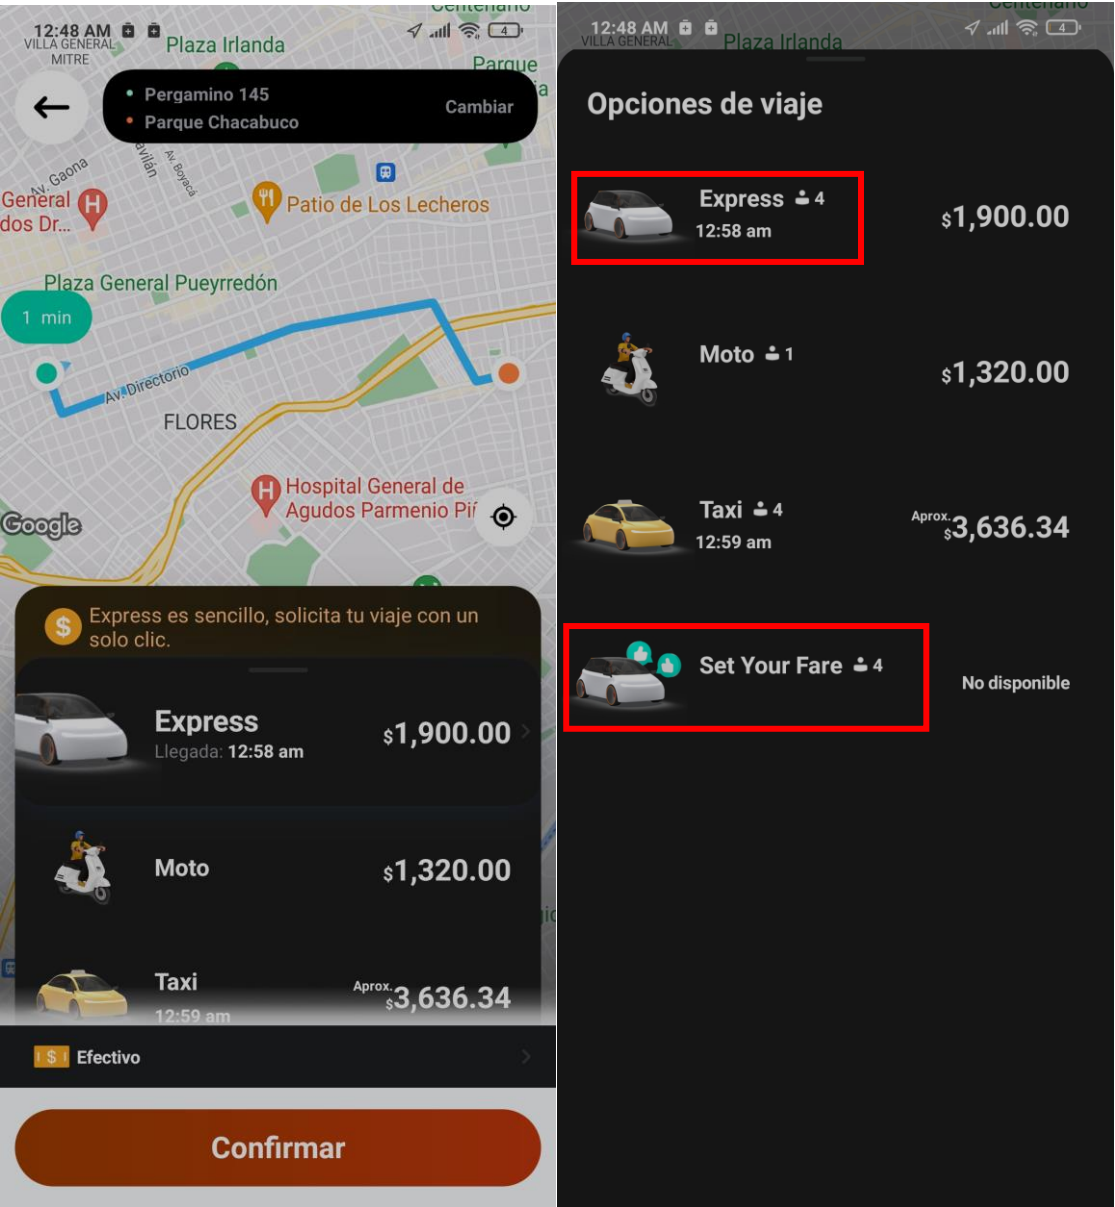 Centenario
12:48 AM
4
VILLA GENERAL
MITRE
Plaza Irlanda
Parque
Pergamino 145
Parque Chacabuco
Cambiar
Av. Gaona
Av. Boyacá
General
dos Dr...
H
Patio de Los Lecheros
Plaza General Pueyrredón
1 min
Av. Directorio
FLORES
H
Hospital General de
Agudos Parmenio Piñ
Google
$
Express es sencillo, solicita tu viaje con un
solo clic.
Express
$1,900.00
Llegada: 12:58 am
Moto
$1,320.00
Taxi
Aprox.
$3,636.34
12:59 am
$ Efectivo
Confirmar
12:48 AM
4
VILLA GENERAL
Plaza Irlanda
Opciones de viaje
Express 4
12:58 am
$1,900.00
Moto 1
$1,320.00
Taxi 4
12:59 am
Aprox.
$3,636.34
Set Your Fare 4
No disponible